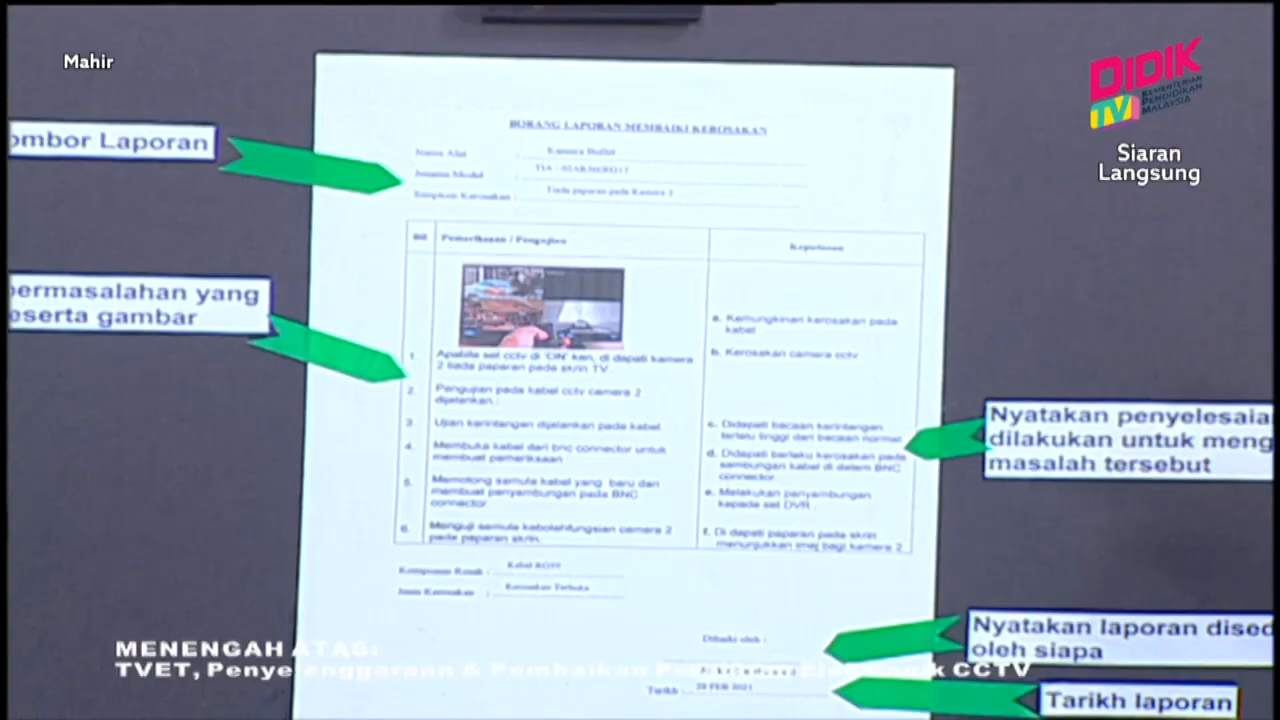 Mahir
DIDIK
TV
KEMENTERIAN
PENDIDIKAN
MALAYSIA
Siaran
Langsung
ombor Laporan
BORANG LAPORAN MEMBAIKI KEROSAKAN
Nama Alat : Kamera Bullet
Jenama Model :
Simptom Kerosakan : Tiada paparan pada Kamera 2
Bil Pemeriksaan / Pengujian Keputusan
permasalahan yang
beserta gambar
a. Kemungkinan kerosakan pada
kabel
b. Kerosakan camera cctv
1. Apabila set cctv di 'ON' kan, di dapati kamera
2 tiada paparan pada skrin TV
2. Pengujian pada kabel cctv camera 2
dijalankan :
3. Ujian kerintangan dijalankan pada kabel
c. Didapati bacaan kerintangan
terlalu tinggi dari bacaan normal
4. Membuka kabel dari bnc connector untuk
membuat pemeriksaan
d. Didapati berlaku kerosakan pada
sambungan kabel di dalam BNC
connector
5. Memotong semula kabel yang baru dan
membuat penyambungan pada BNC
connector
e. Melakukan penyambungan
kepada set DVR
6. Menguji semula kebolehfungsian camera 2
pada paparan skrin.
f. Di dapati paparan pada skrin
menunjukkan imej bagi kamera 2
Nyatakan penyelesaia
dilakukan untuk meng
masalah tersebut
Komponen Rosak : Kabel RG59
Jenis Kerosakan : Kerosakan Terbuka
Dibaiki oleh :
Tarikh : 28 FEB 2021
Nyatakan laporan dised
oleh siapa
Tarikh laporan
MENENGAH ATAS:
TVET, Penyelenggaraan & Pembaikan Peralatan Elektronik CCTV